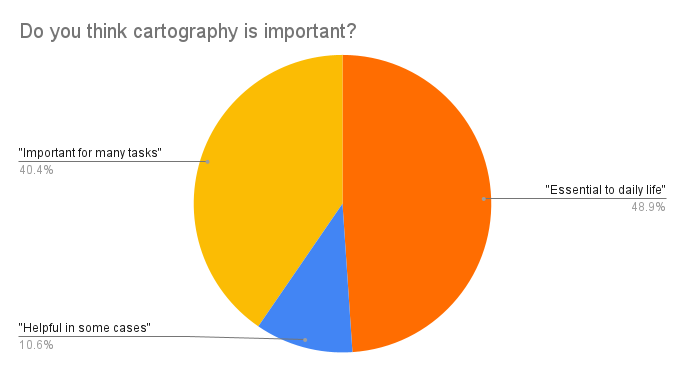 Do you think cartography is important?
"Important for many tasks"
40.4%
"Essential to daily life"
48.9%
"Helpful in some cases"
10.6%